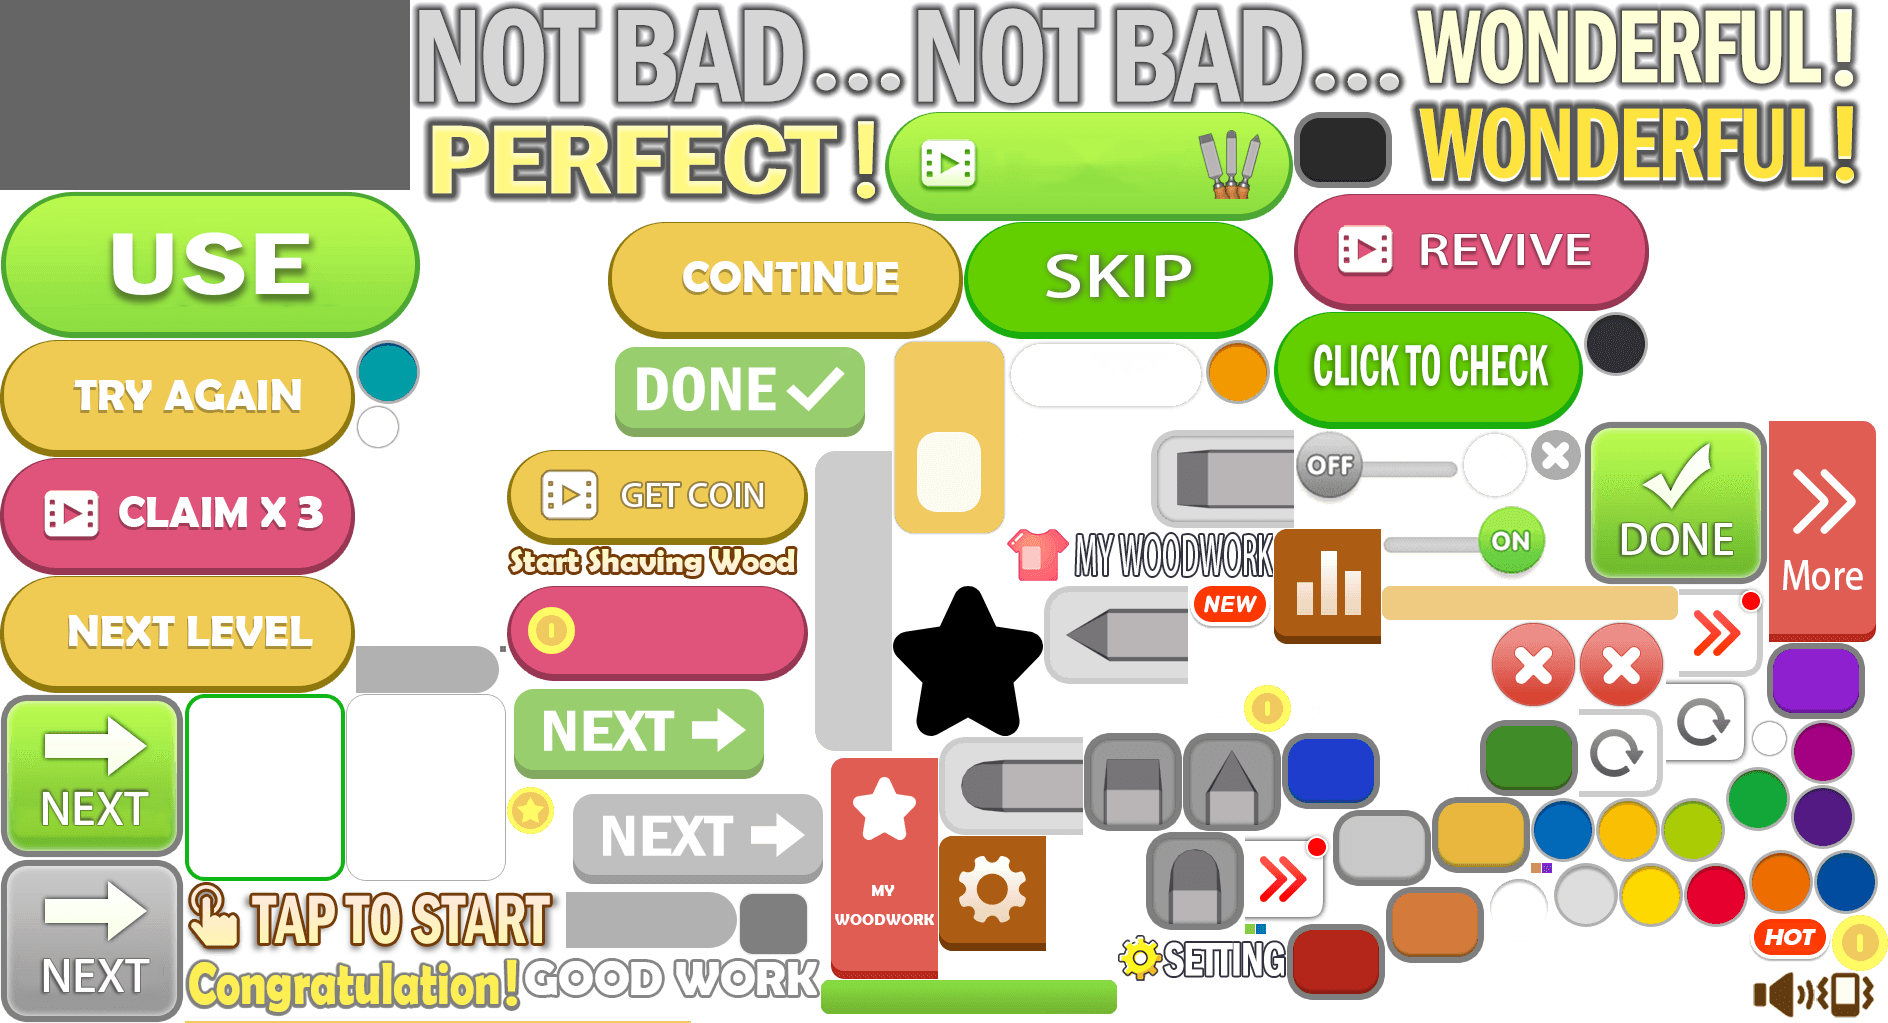 NOT BAD...
NOT BAD...
WONDERFUL!
PERFECT!
WONDERFUL!
USE
CONTINUE
SKIP
REVIVE
TRY AGAIN
DONE
CLICK TO CHECK
CLAIM X 3
GET COIN
OFF
DONE
Start Shaving Wood
MY WOODWORK
ON
More
NEXT LEVEL
NEW
NEXT
NEXT
NEXT
MY
WOODWORK
TAP TO START
NEXT
HOT
SETTING
Congratulation!
GOOD WORK